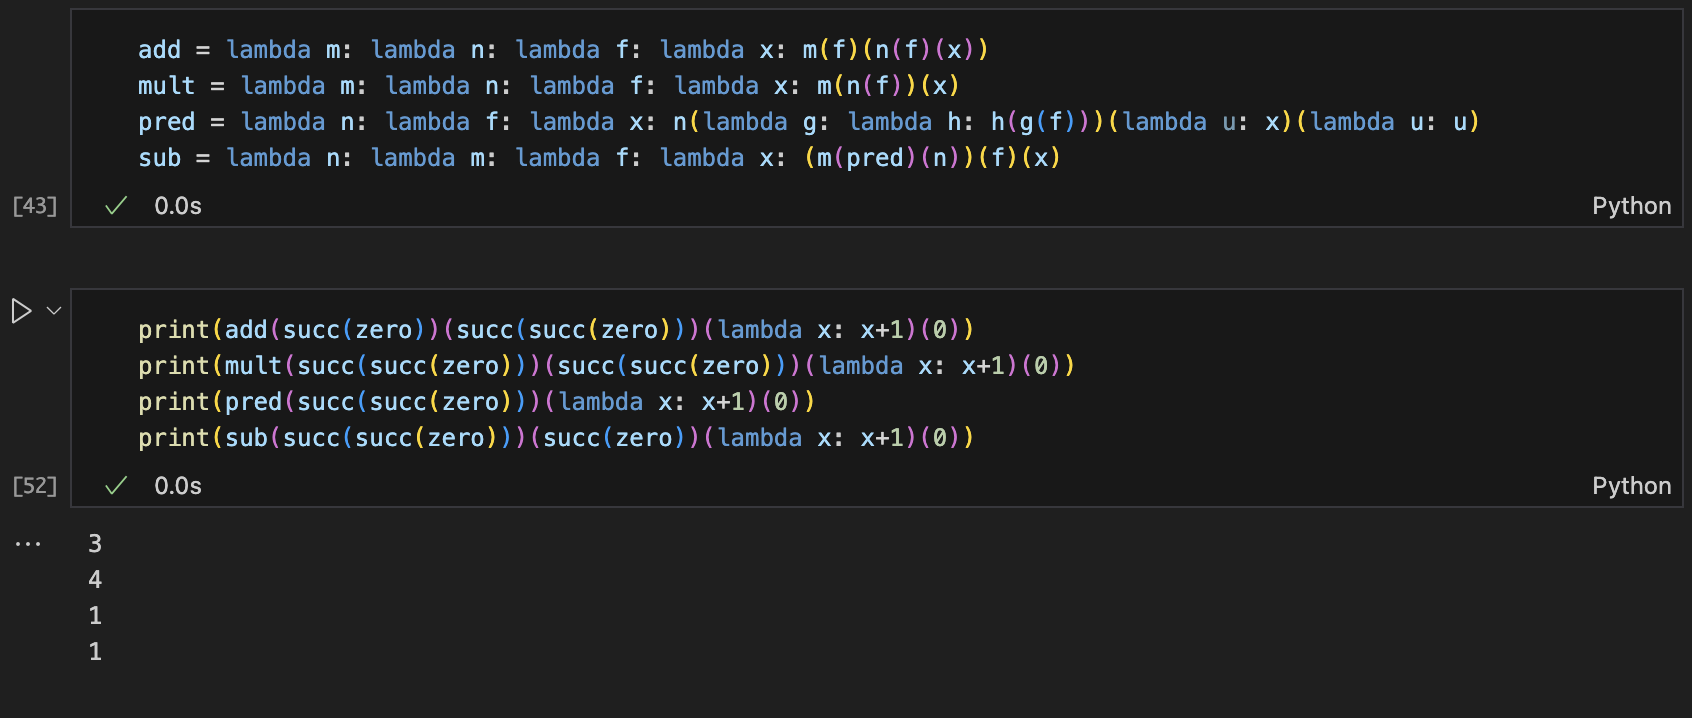 add = lambda m: lambda n: lambda f: lambda x: m(f)(n(f)(x))
mult = lambda m: lambda n: lambda f: lambda x: m(n(f))(x)
pred = lambda n: lambda f: lambda x: n(lambda g: lambda h: h(g(f)))(lambda u: x)(lambda u: u)
sub = lambda n: lambda m: lambda f: lambda x: (m(pred)(n))(f)(x)
[43] 0.0s Python
print(add(succ(zero))(succ(succ(zero)))(lambda x: x+1)(0))
print(mult(succ(succ(zero)))(succ(succ(zero)))(lambda x: x+1)(0))
print(pred(succ(succ(zero)))(lambda x: x+1)(0))
print(sub(succ(succ(zero)))(succ(zero))(lambda x: x+1)(0))
[52] 0.0s Python
... 3
4
1
1